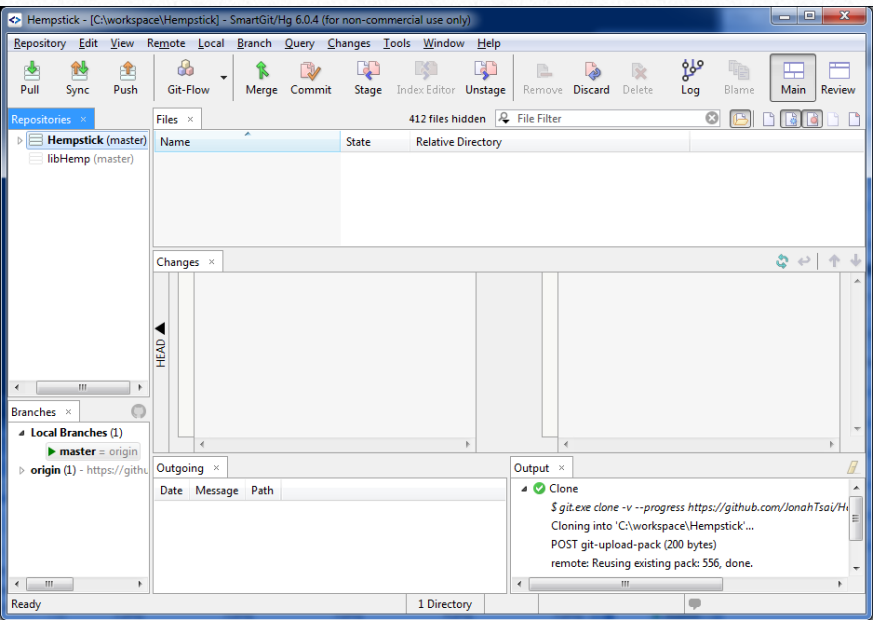 Hempstick - [C:\workspace\Hempstick] - SmartGit/Hg 6.0.4 (for non-commercial use only)
Repository Edit View Remote Local Branch Query Changes Tools Window Help
Pull Sync Push Git-Flow Merge Commit Stage Index Editor Unstage Remove Discard Delete Log Blame Main Review
Repositories
Hempstick (master)
libHemp (master)
Files 412 files hidden File Filter
Name State Relative Directory
Changes
HEAD
Branches
Local Branches (1)
master = origin
origin (1) - https://githu
Outgoing
Date Message Path
Output
Clone
$ git.exe clone -v --progress https://github.com/JonahTsai/He
Cloning into 'C:\workspace\Hempstick'...
POST git-upload-pack (200 bytes)
remote: Reusing existing pack: 556, done.
Ready 1 Directory